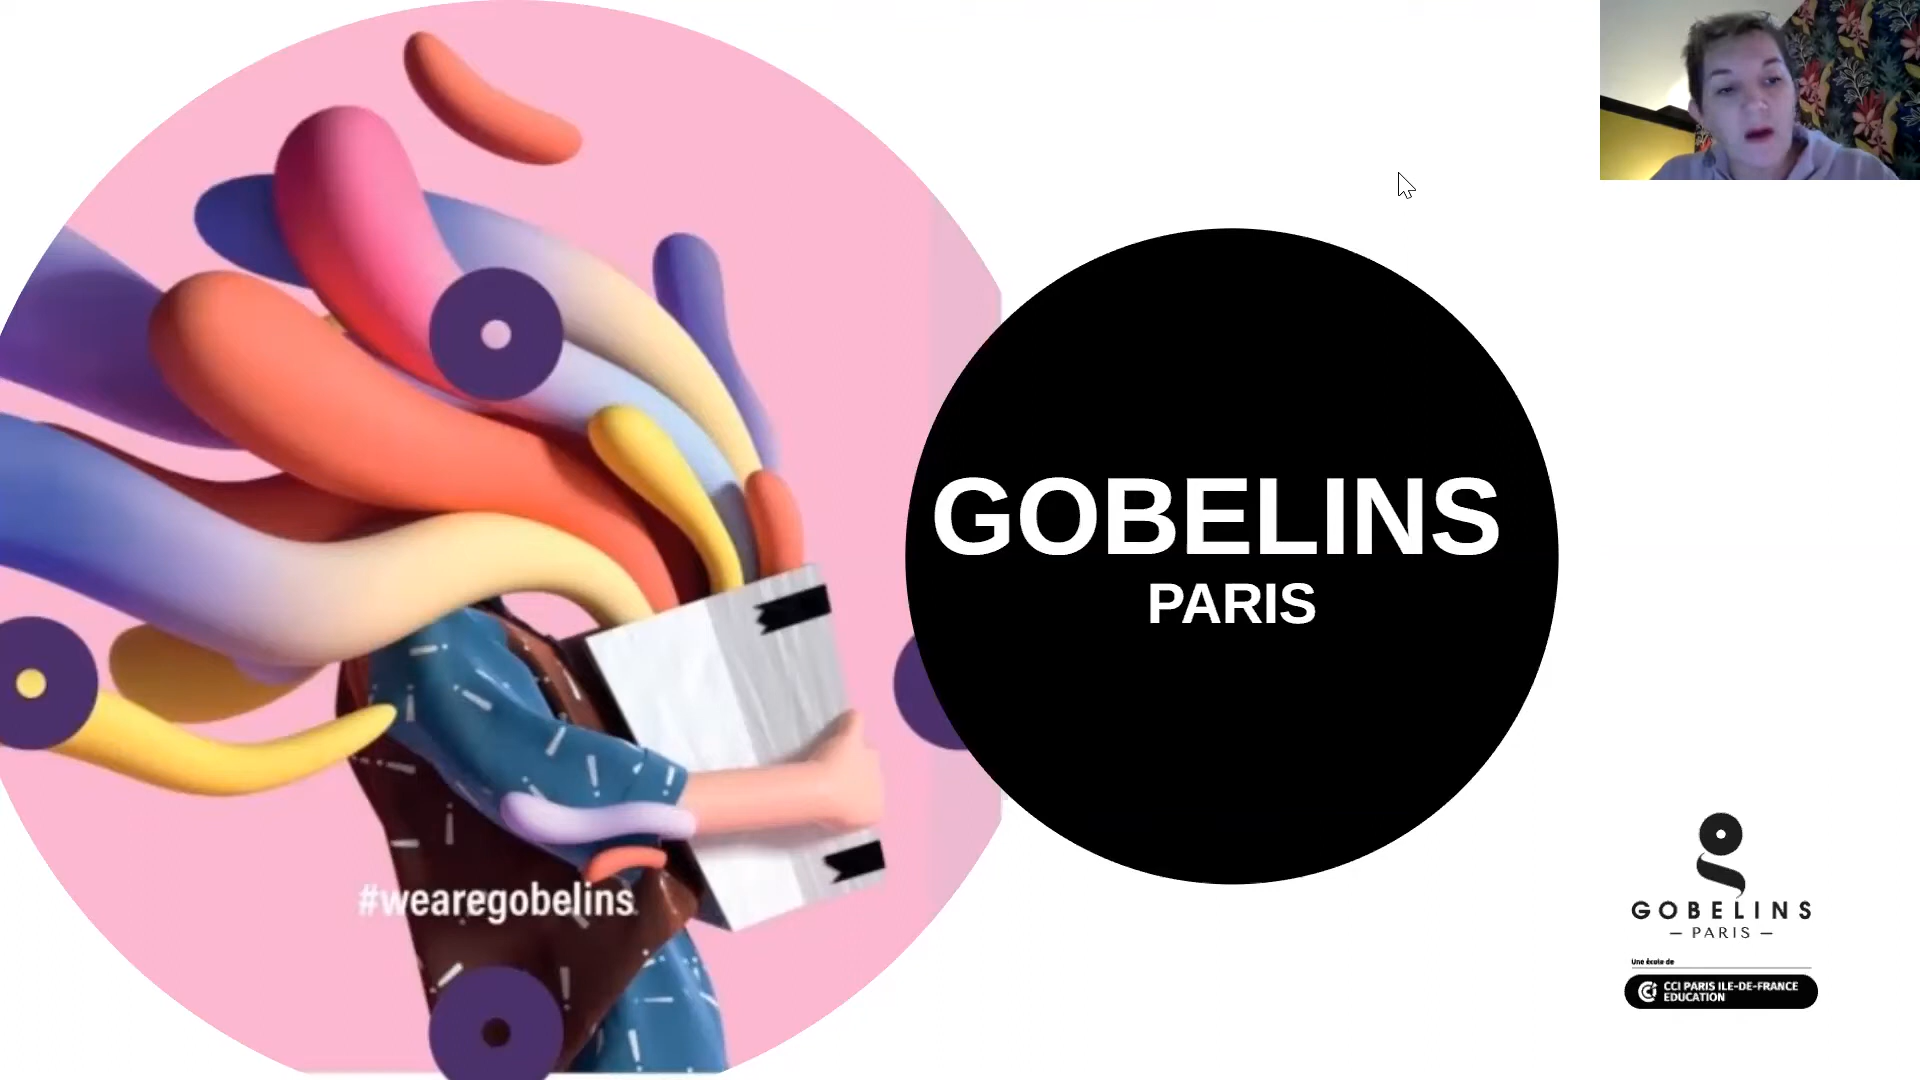 GOBELINS
PARIS
#wearegobelins
GOBELINS
— PARIS —
Une école de
CCI PARIS ILE-DE-FRANCE
EDUCATION